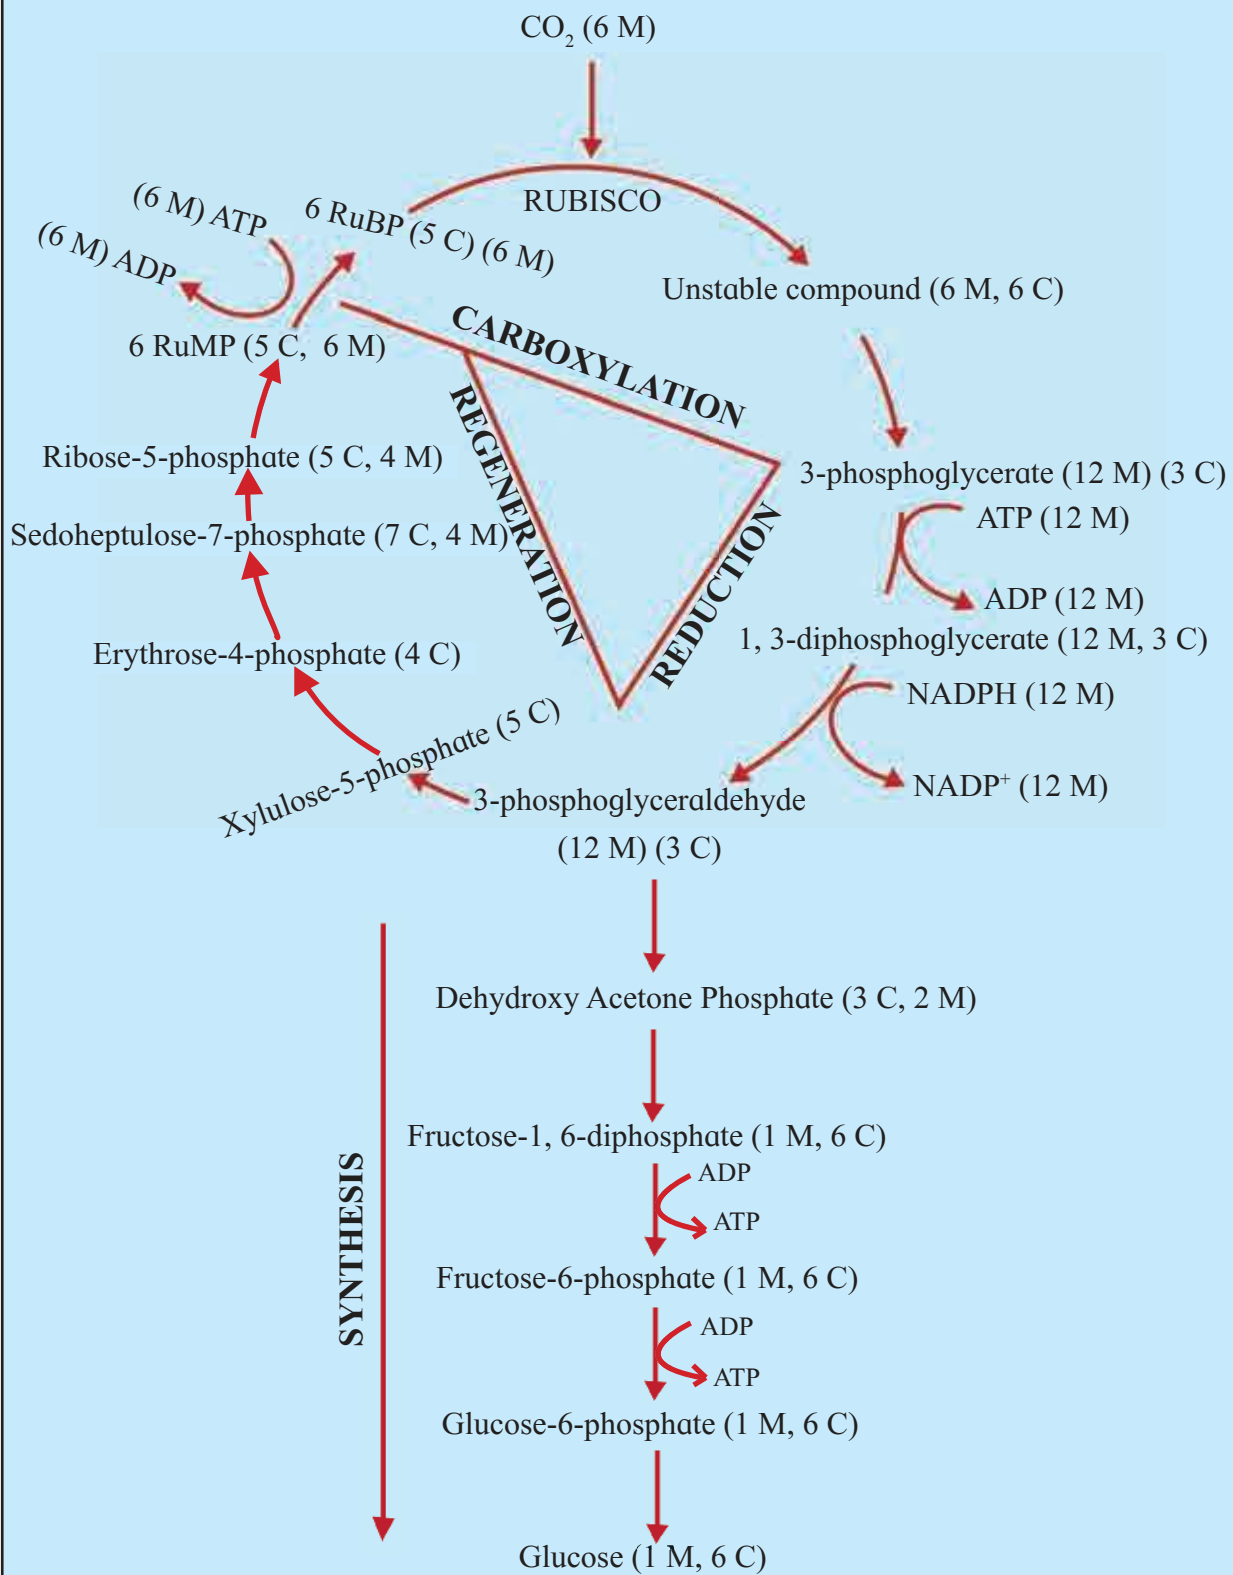 CO₂ (6 M)
RUBISCO
(6 M) ATP
6 RuBP (5 C) (6 M)
(6 M) ADP
Unstable compound (6 M, 6 C)
6 RuMP (5 C, 6 M)
CARBOXYLATION
REGENERATION
REDUCTION
Ribose-5-phosphate (5 C, 4 M)
3-phosphoglycerate (12 M) (3 C)
ATP (12 M)
Sedoheptulose-7-phosphate (7 C, 4 M)
ADP (12 M)
1, 3-diphosphoglycerate (12 M, 3 C)
Erythrose-4-phosphate (4 C)
NADPH (12 M)
Xylulose-5-phosphate (5 C)
NADP⁺ (12 M)
3-phosphoglyceraldehyde
(12 M) (3 C)
Dehydroxy Acetone Phosphate (3 C, 2 M)
Fructose-1, 6-diphosphate (1 M, 6 C)
ADP
ATP
SYNTHESIS
Fructose-6-phosphate (1 M, 6 C)
ADP
ATP
Glucose-6-phosphate (1 M, 6 C)
Glucose (1 M, 6 C)